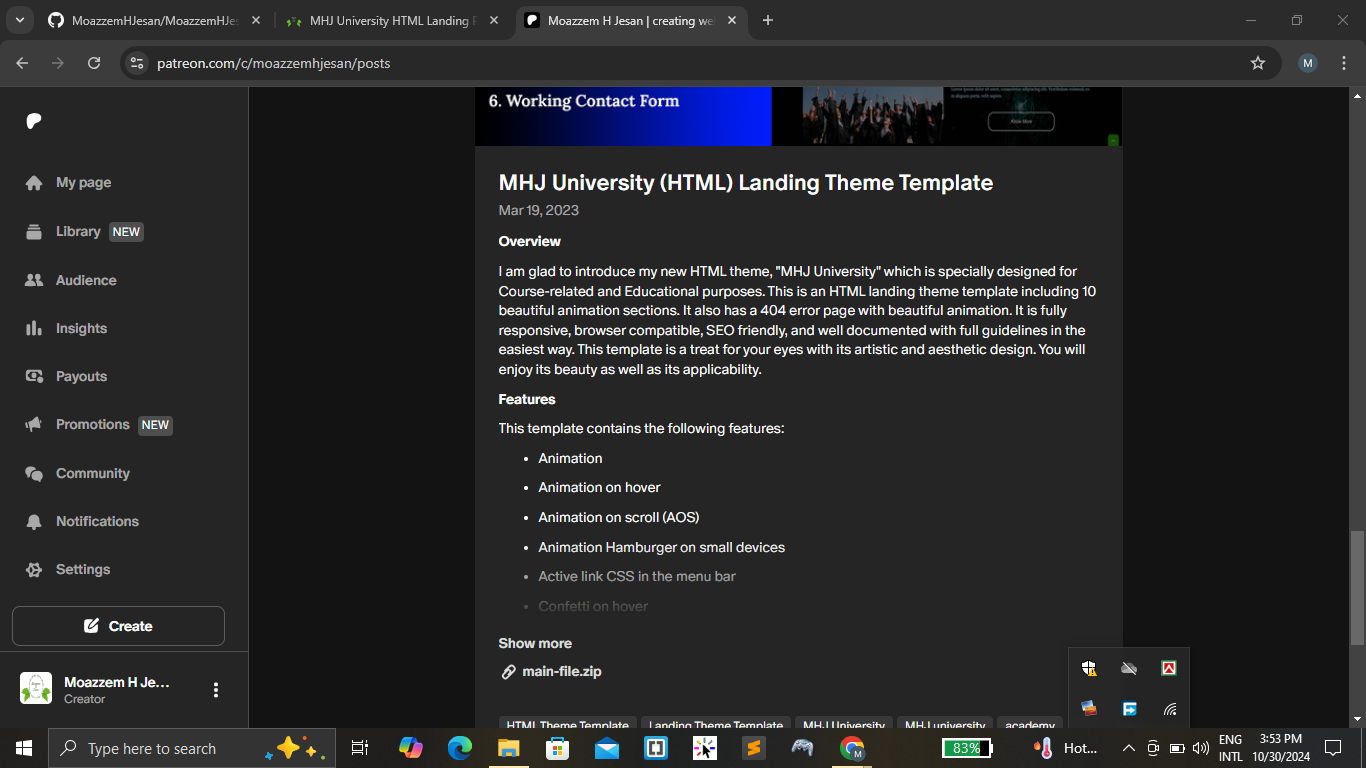 MoazzemHJesan/MoazzemHJes
MHJ University HTML Landing P
Moazzem H Jesan | creating we
patreon.com/c/moazzemhjesan/posts
M
6. Working Contact Form
My page
Library NEW
Audience
Insights
Payouts
Promotions NEW
Community
Notifications
Settings
Create
Moazzem H Je...
Creator
MHJ University (HTML) Landing Theme Template
Mar 19, 2023
Overview
I am glad to introduce my new HTML theme, "MHJ University" which is specially designed for
Course-related and Educational purposes. This is an HTML landing theme template including 10
beautiful animation sections. It also has a 404 error page with beautiful animation. It is fully
responsive, browser compatible, SEO friendly, and well documented with full guidelines in the
easiest way. This template is a treat for your eyes with its artistic and aesthetic design. You will
enjoy its beauty as well as its applicability.
Features
This template contains the following features:
• Animation
• Animation on hover
• Animation on scroll (AOS)
• Animation Hamburger on small devices
• Active link CSS in the menu bar
• Confetti on hover
Show more
main-file.zip
HTML Theme Template
Landing Theme Template
MHJ University
MHJ university
academy
Type here to search
M
83%
Hot...
ENG
INTL
3:53 PM
10/30/2024